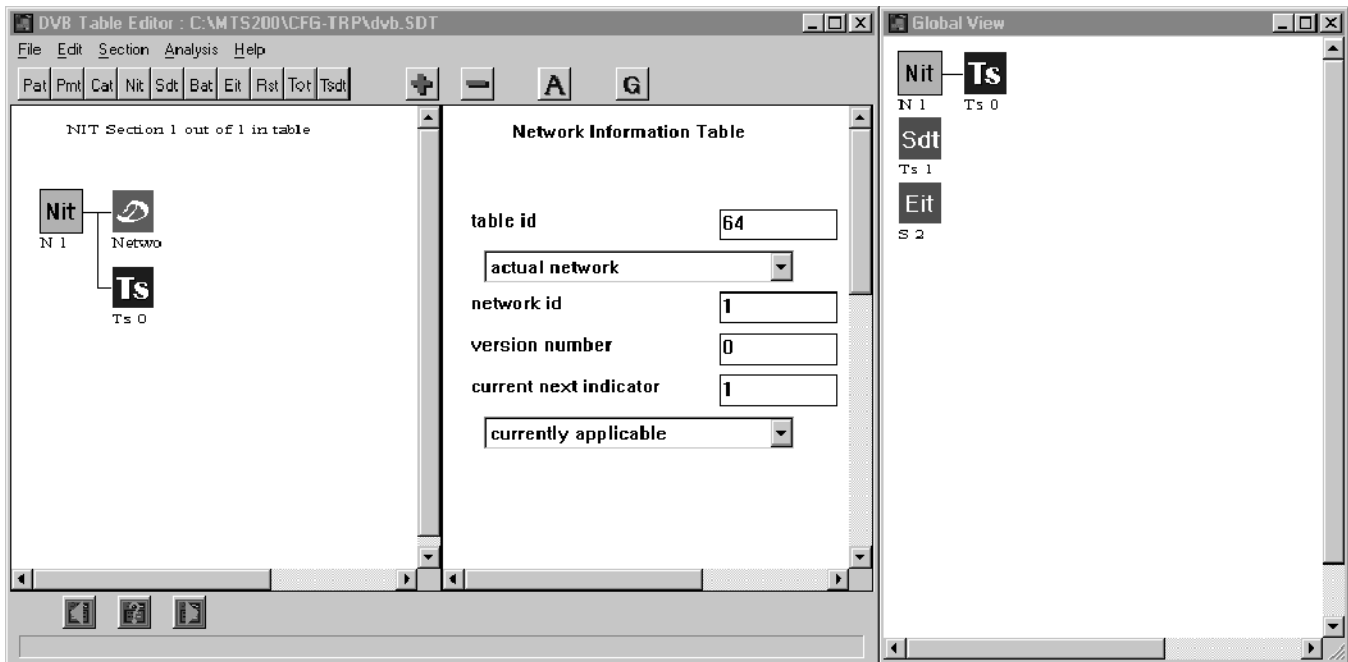 DVB Table Editor : C:\MTS200\CFG-TRP\dvb.SDT
File Edit Section Analysis Help
Pat Pmt Cat Nit Sdt Bat Eit Rst Tot Tsdt A G
NIT Section 1 out of 1 in table
Nit
N 1
Netwo
Ts
Ts 0
Network Information Table
table id 64
actual network
network id 1
version number 0
current next indicator 1
currently applicable
Global View
Nit Ts
N 1 Ts 0
Sdt
Ts 1
Eit
S 2